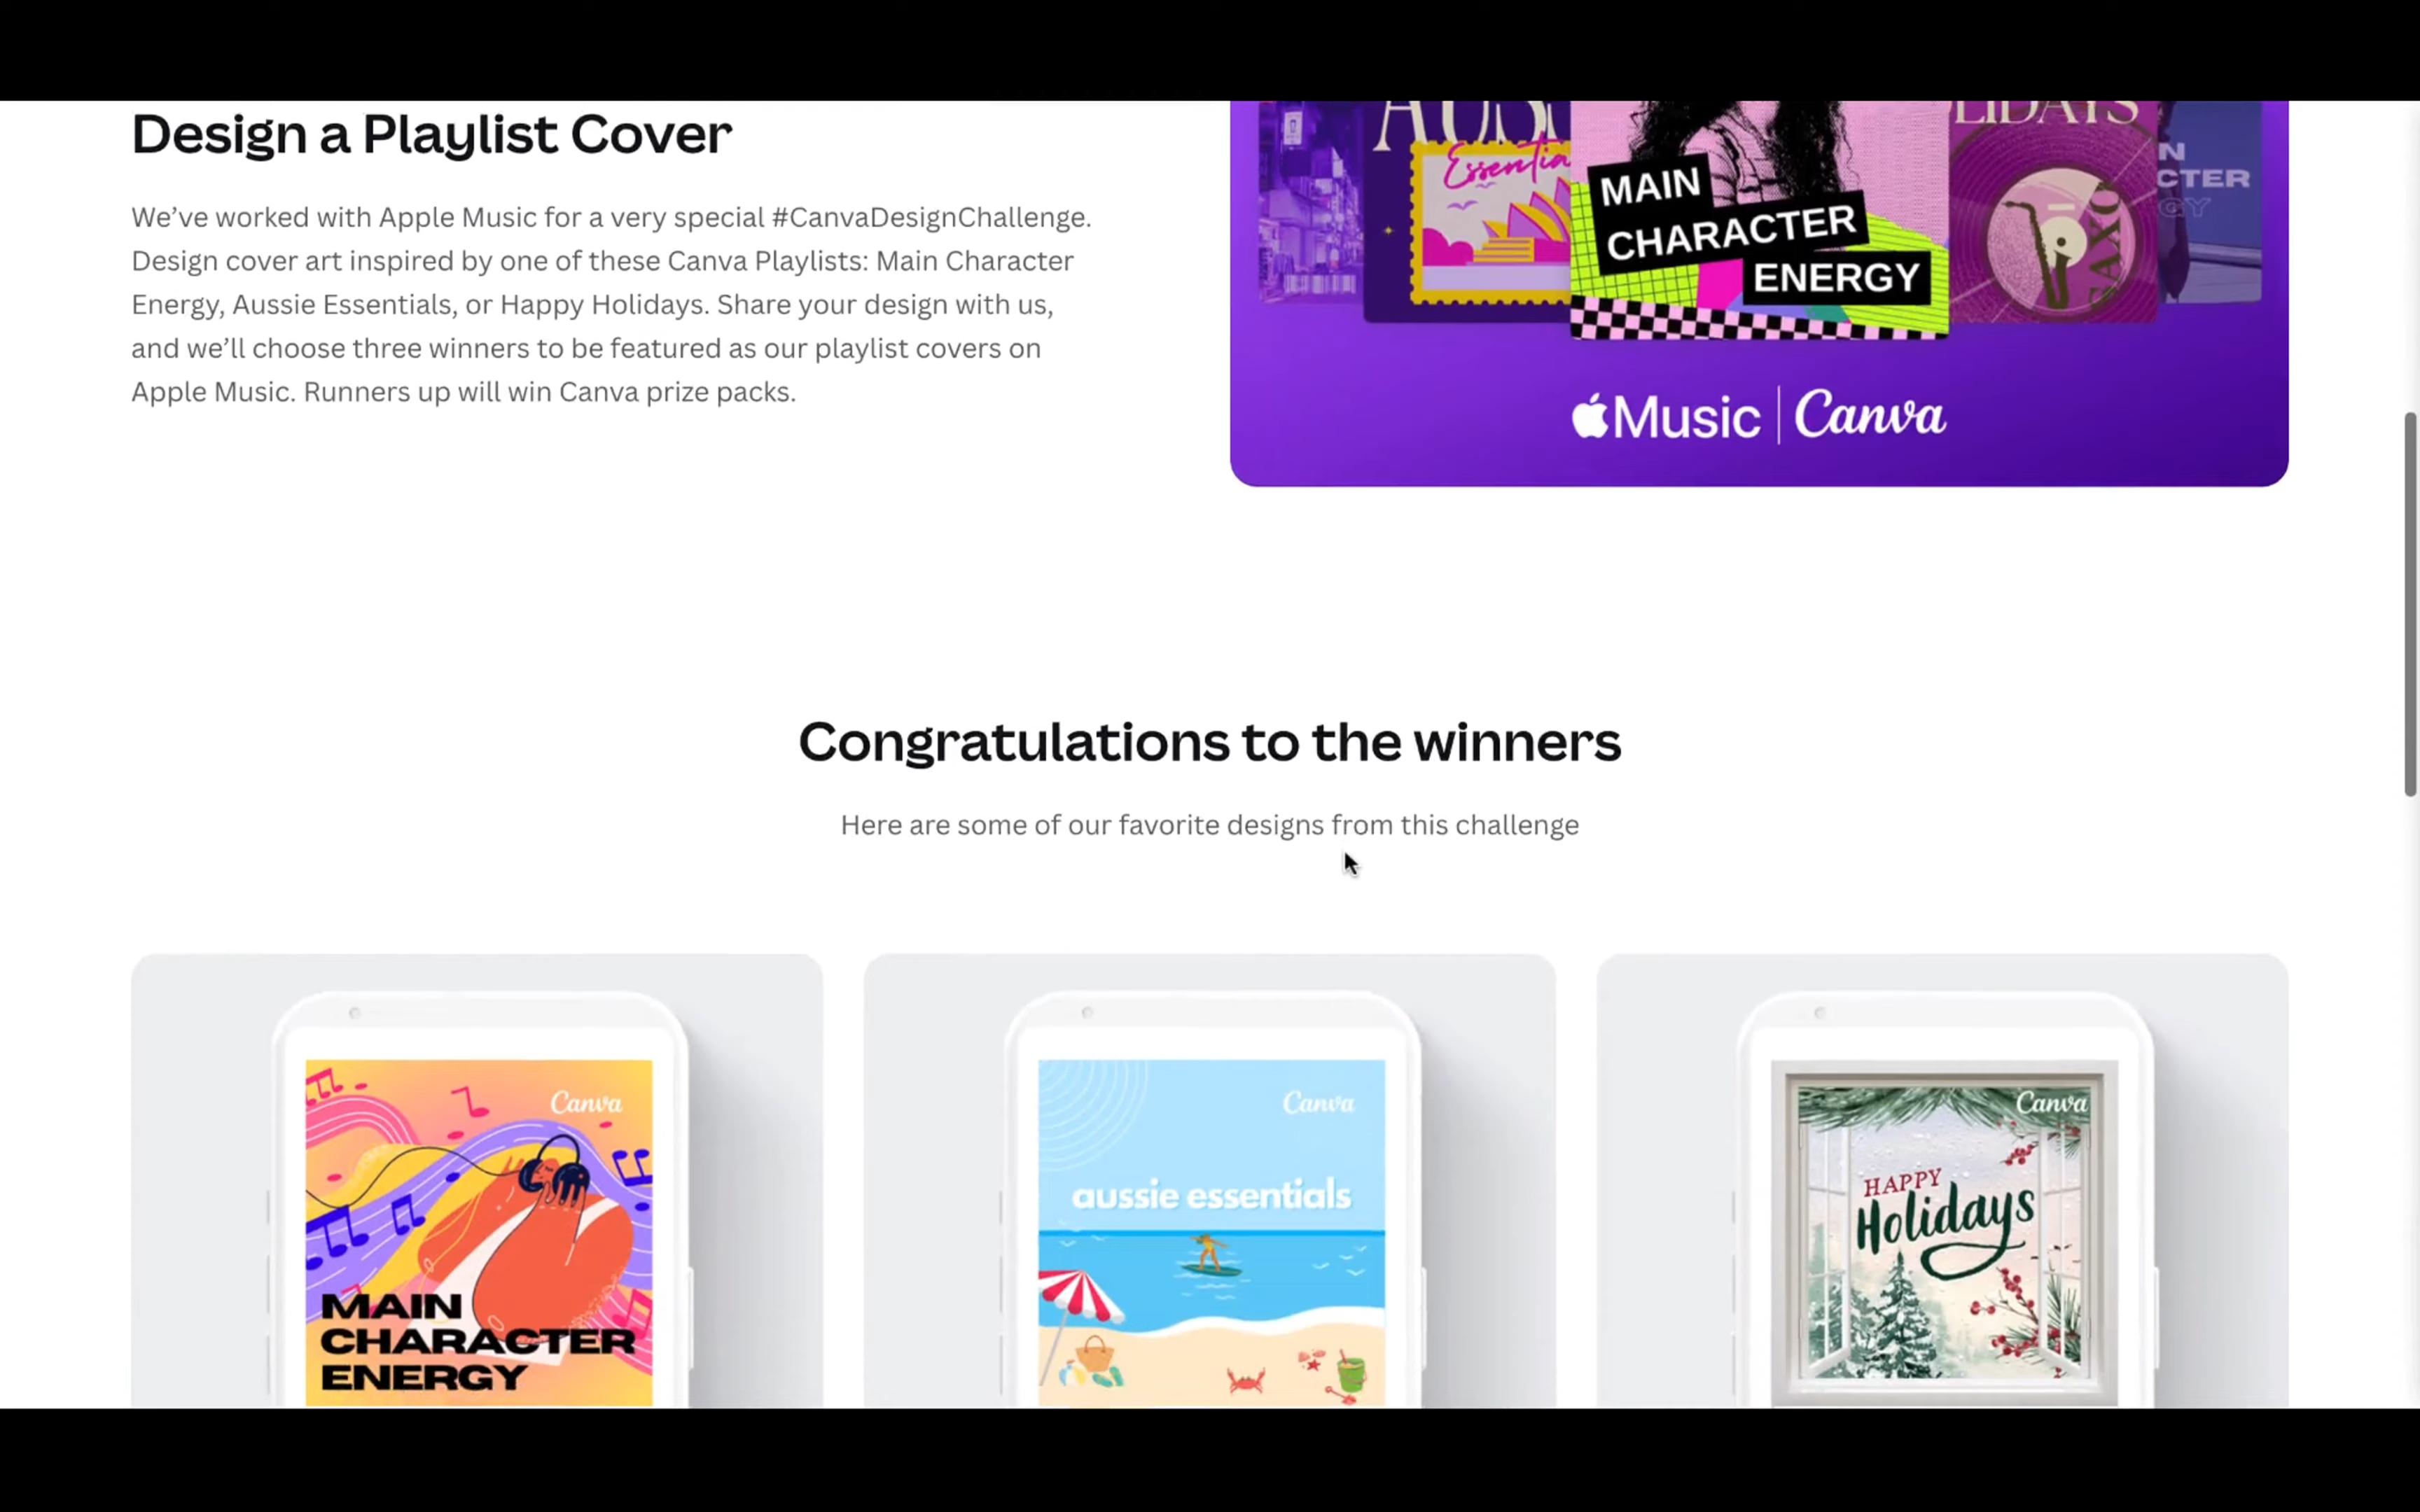 Design a Playlist Cover
We’ve worked with Apple Music for a very special #CanvaDesignChallenge.
Design cover art inspired by one of these Canva Playlists: Main Character
Energy, Aussie Essentials, or Happy Holidays. Share your design with us,
and we’ll choose three winners to be featured as our playlist covers on
Apple Music. Runners up will win Canva prize packs.
MAIN
CHARACTER
ENERGY
Music | Canva
Congratulations to the winners
Here are some of our favorite designs from this challenge
Canva
MAIN
CHARACTER
ENERGY
Canva
aussie essentials
Canva
HAPPY
Holidays